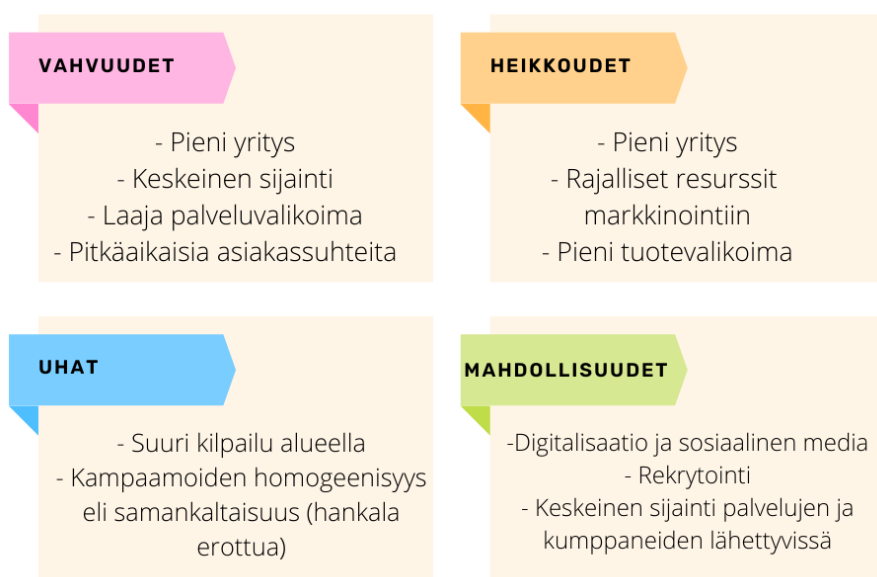 VAHVUUDET
- Pieni yritys
- Keskeinen sijainti
- Laaja palveluvalikoima
- Pitkäaikaisia asiakassuhteita
HEIKKOUDET
- Pieni yritys
- Rajalliset resurssit
markkinointiin
- Pieni tuotevalikoima
UHAT
- Suuri kilpailu alueella
- Kampaamoiden homogeenisyys
eli samankaltaisuus (hankala
erottua)
MAHDOLLISUUDET
-Digitalisaatio ja sosiaalinen media
- Rekrytointi
- Keskeinen sijainti palvelujen ja
kumppaneiden lähettyvissä